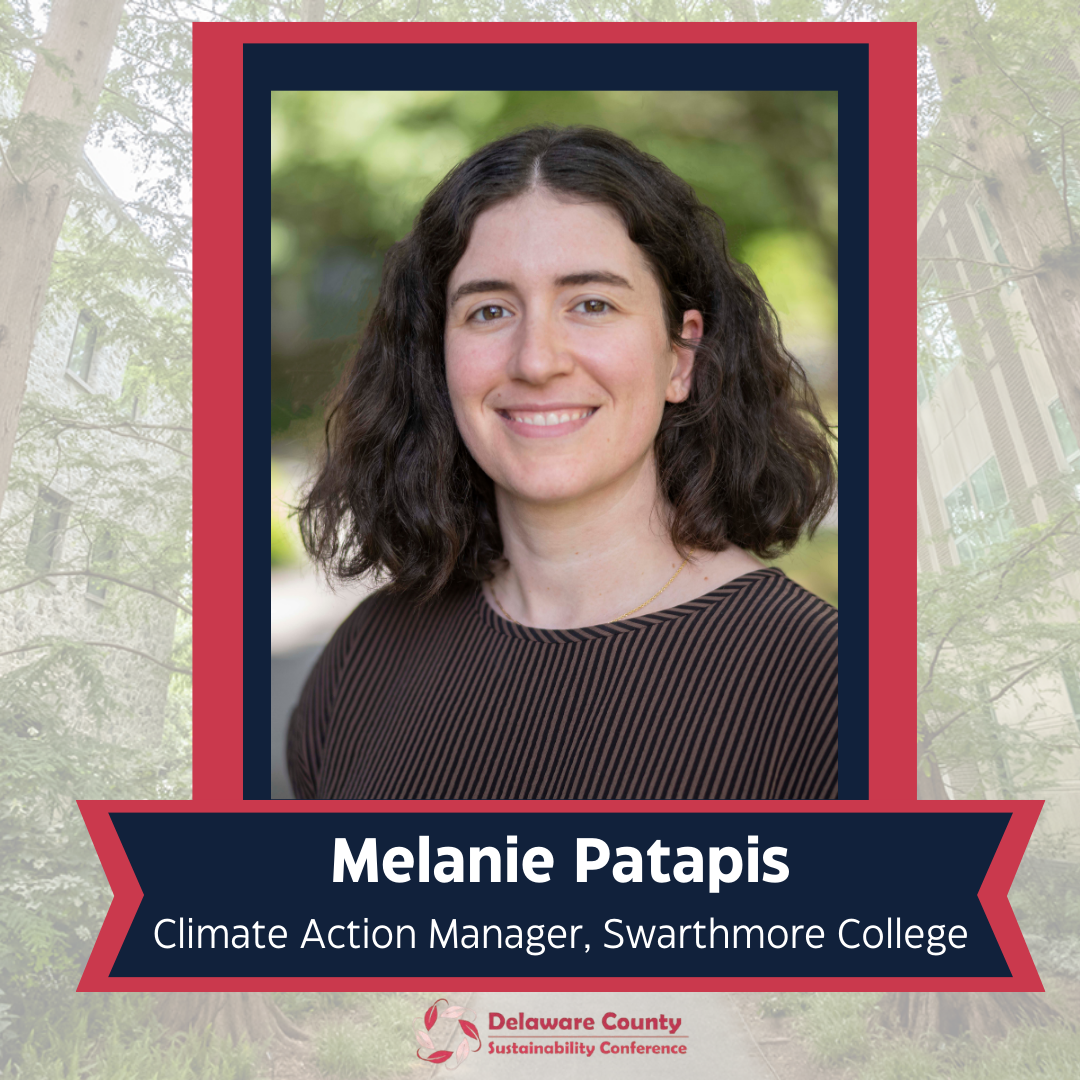 Melanie Patapis
Climate Action Manager, Swarthmore College
Delaware County
Sustainability Conference